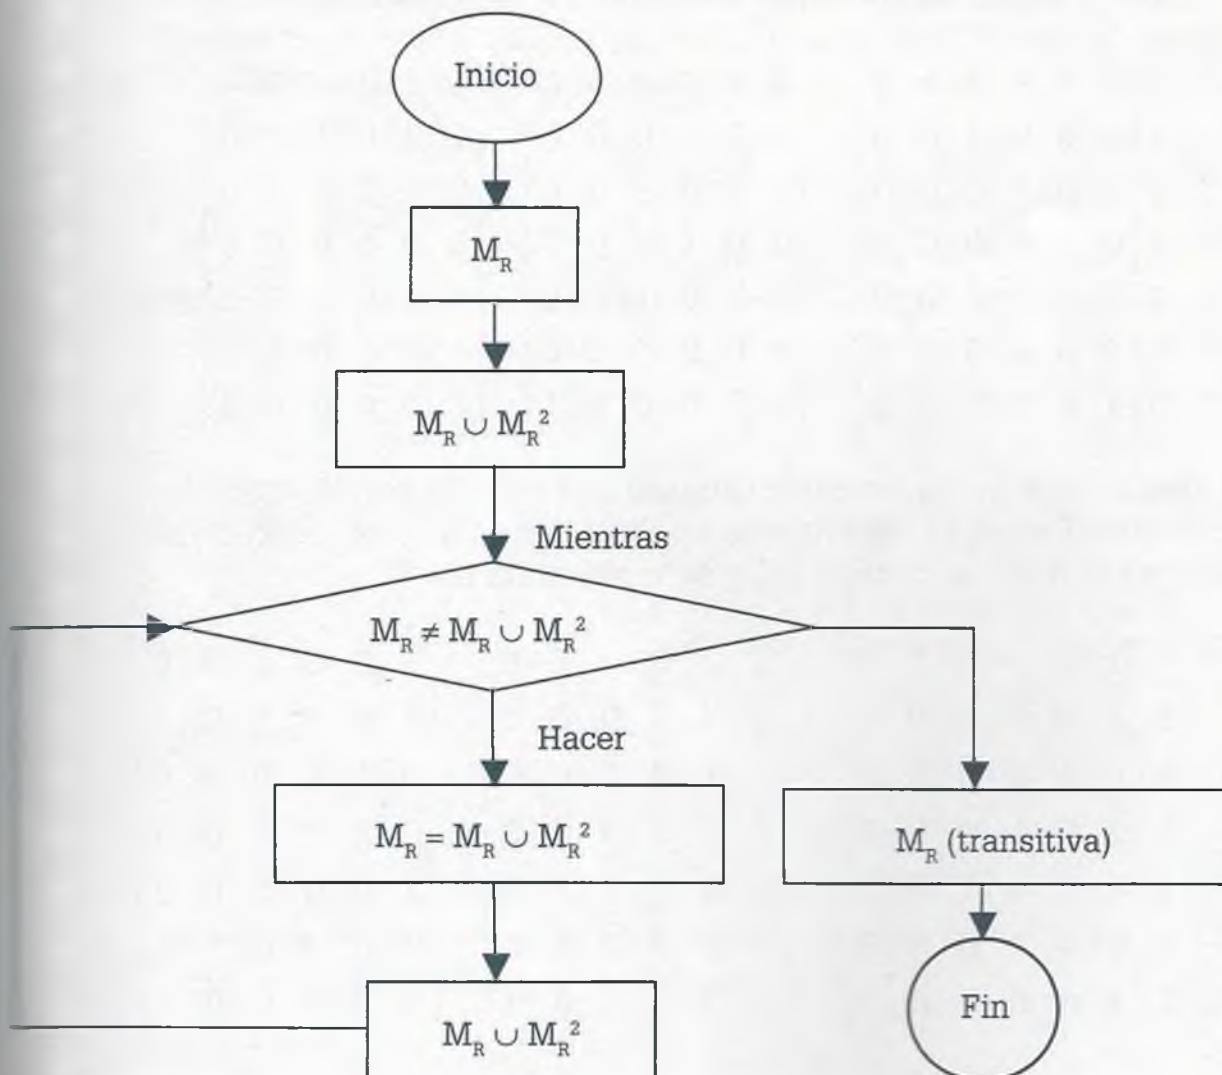 Inicio
M_R
M_R ∪ M_R²
Mientras
M_R ≠ M_R ∪ M_R²
Hacer
M_R = M_R ∪ M_R²
M_R (transitiva)
M_R ∪ M_R²
Fin